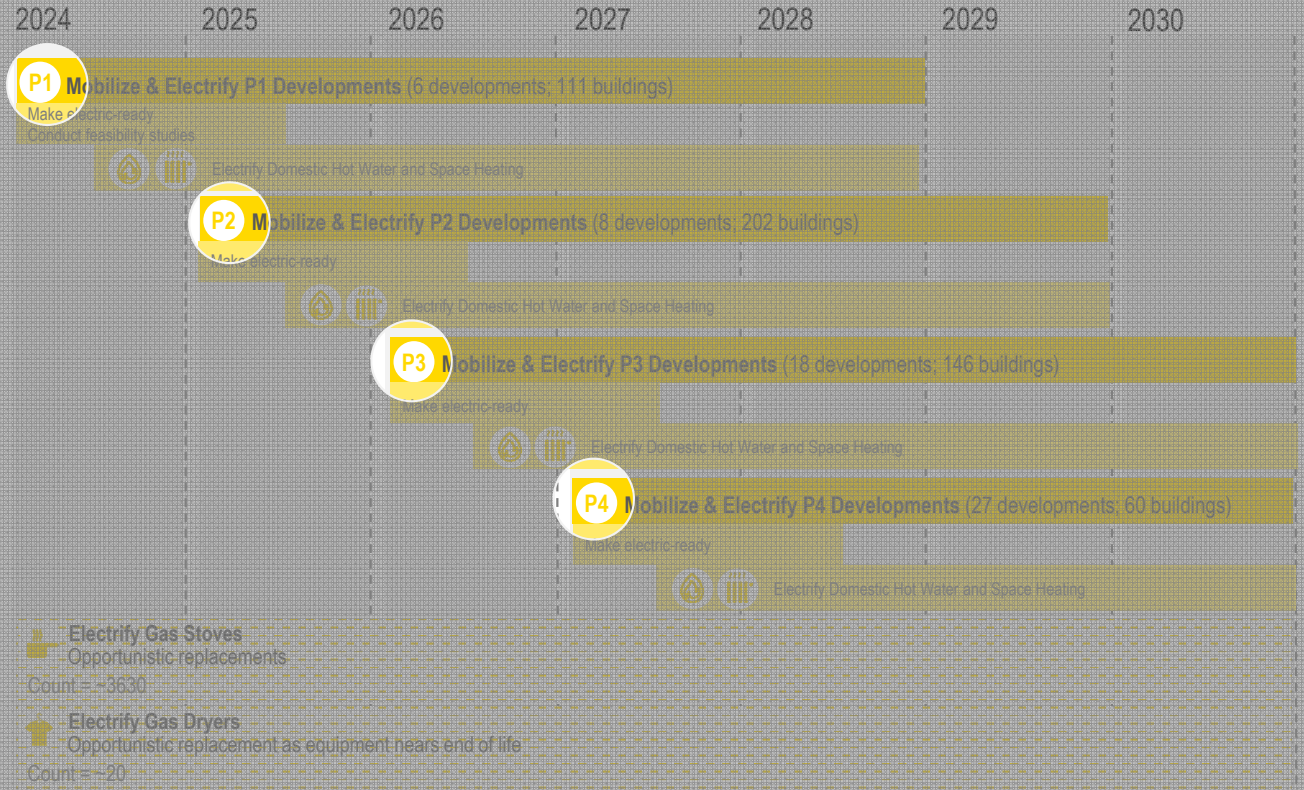 2024 2025 2026 2027 2028 2029 2030
P1 Mobilize & Electrify P1 Developments (6 developments; 111 buildings)
Make electric-ready
Conduct feasibility studies
Electrify Domestic Hot Water and Space Heating
P2 Mobilize & Electrify P2 Developments (8 developments; 202 buildings)
Make electric-ready
Electrify Domestic Hot Water and Space Heating
P3 Mobilize & Electrify P3 Developments (18 developments; 146 buildings)
Make electric-ready
Electrify Domestic Hot Water and Space Heating
P4 Mobilize & Electrify P4 Developments (27 developments; 60 buildings)
Make electric-ready
Electrify Domestic Hot Water and Space Heating
Electrify Gas Stoves
Opportunistic replacements
Count = ~3630
Electrify Gas Dryers
Opportunistic replacement as equipment nears end of life
Count = ~20